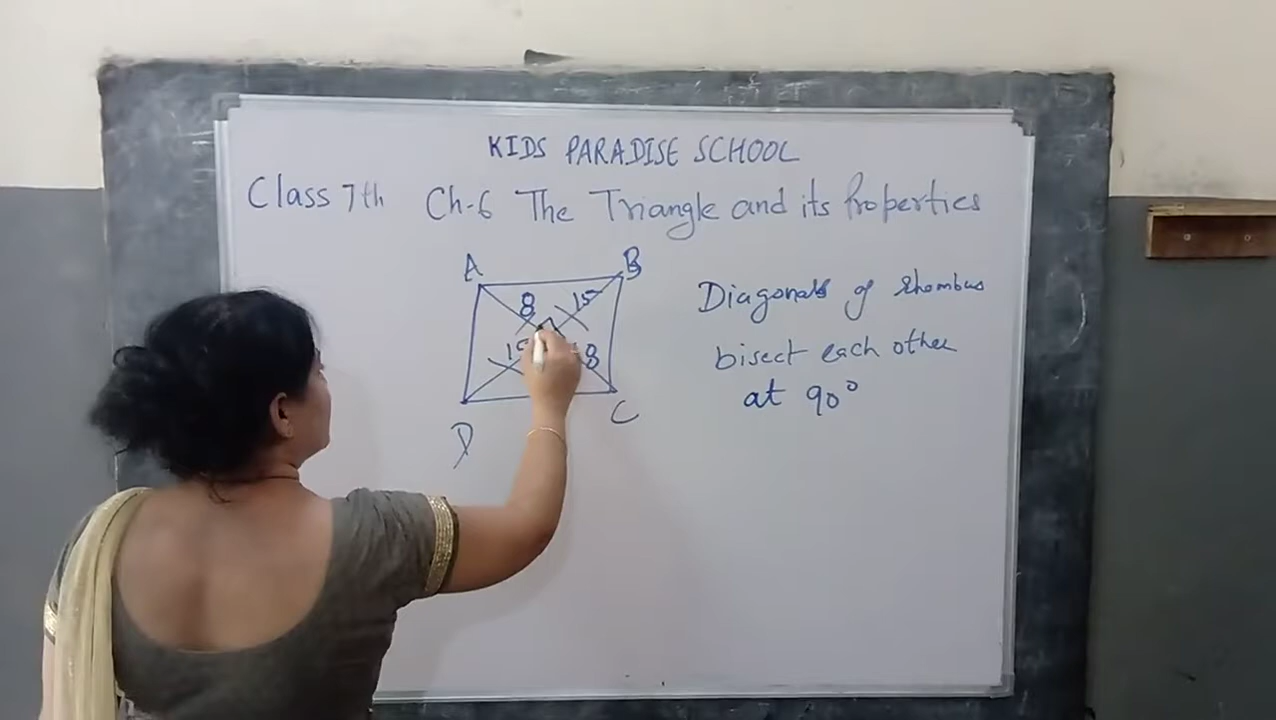 KIDS PARADISE SCHOOL
Class 7th Ch-6 The Triangle and its Properties
A B
8 15
8
D C
Diagonals of rhombus
bisect each other
at 90°